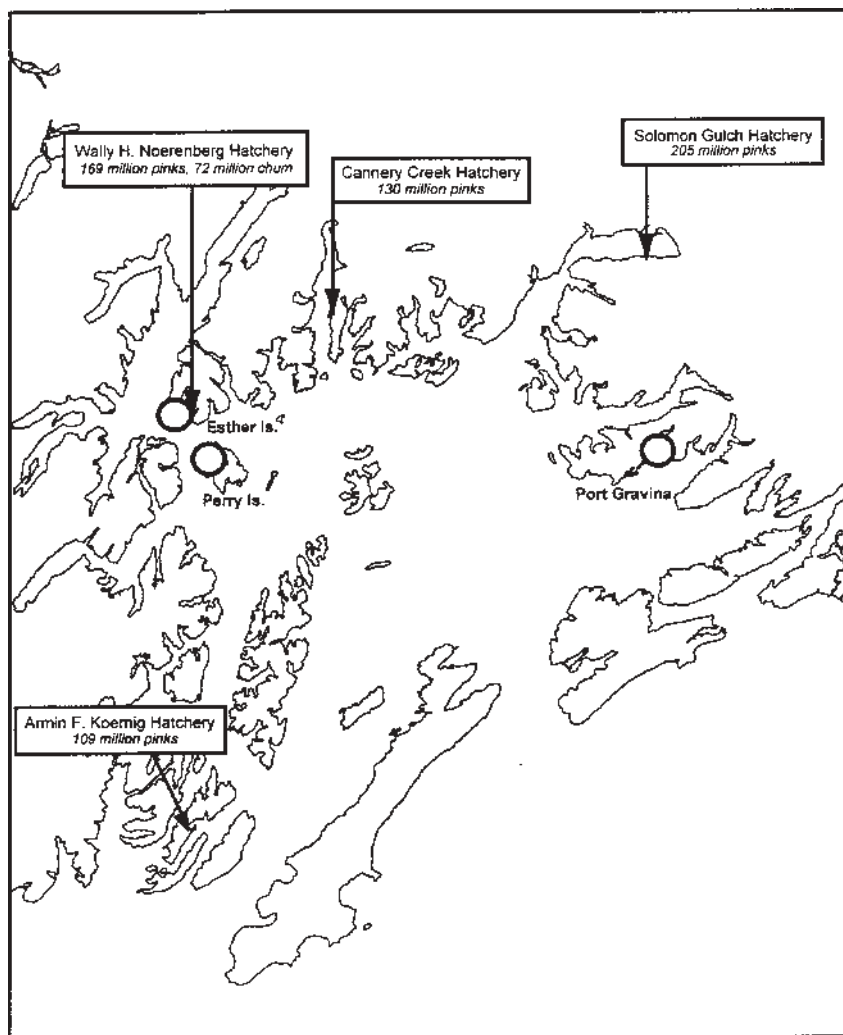 Solomon Gulch Hatchery
205 million pinks
Wally H. Noerenberg Hatchery
169 million pinks, 72 million chum
Cannery Creek Hatchery
130 million pinks
Esther Is.
Perry Is.
Port Gravina
Armin F. Koernig Hatchery
109 million pinks